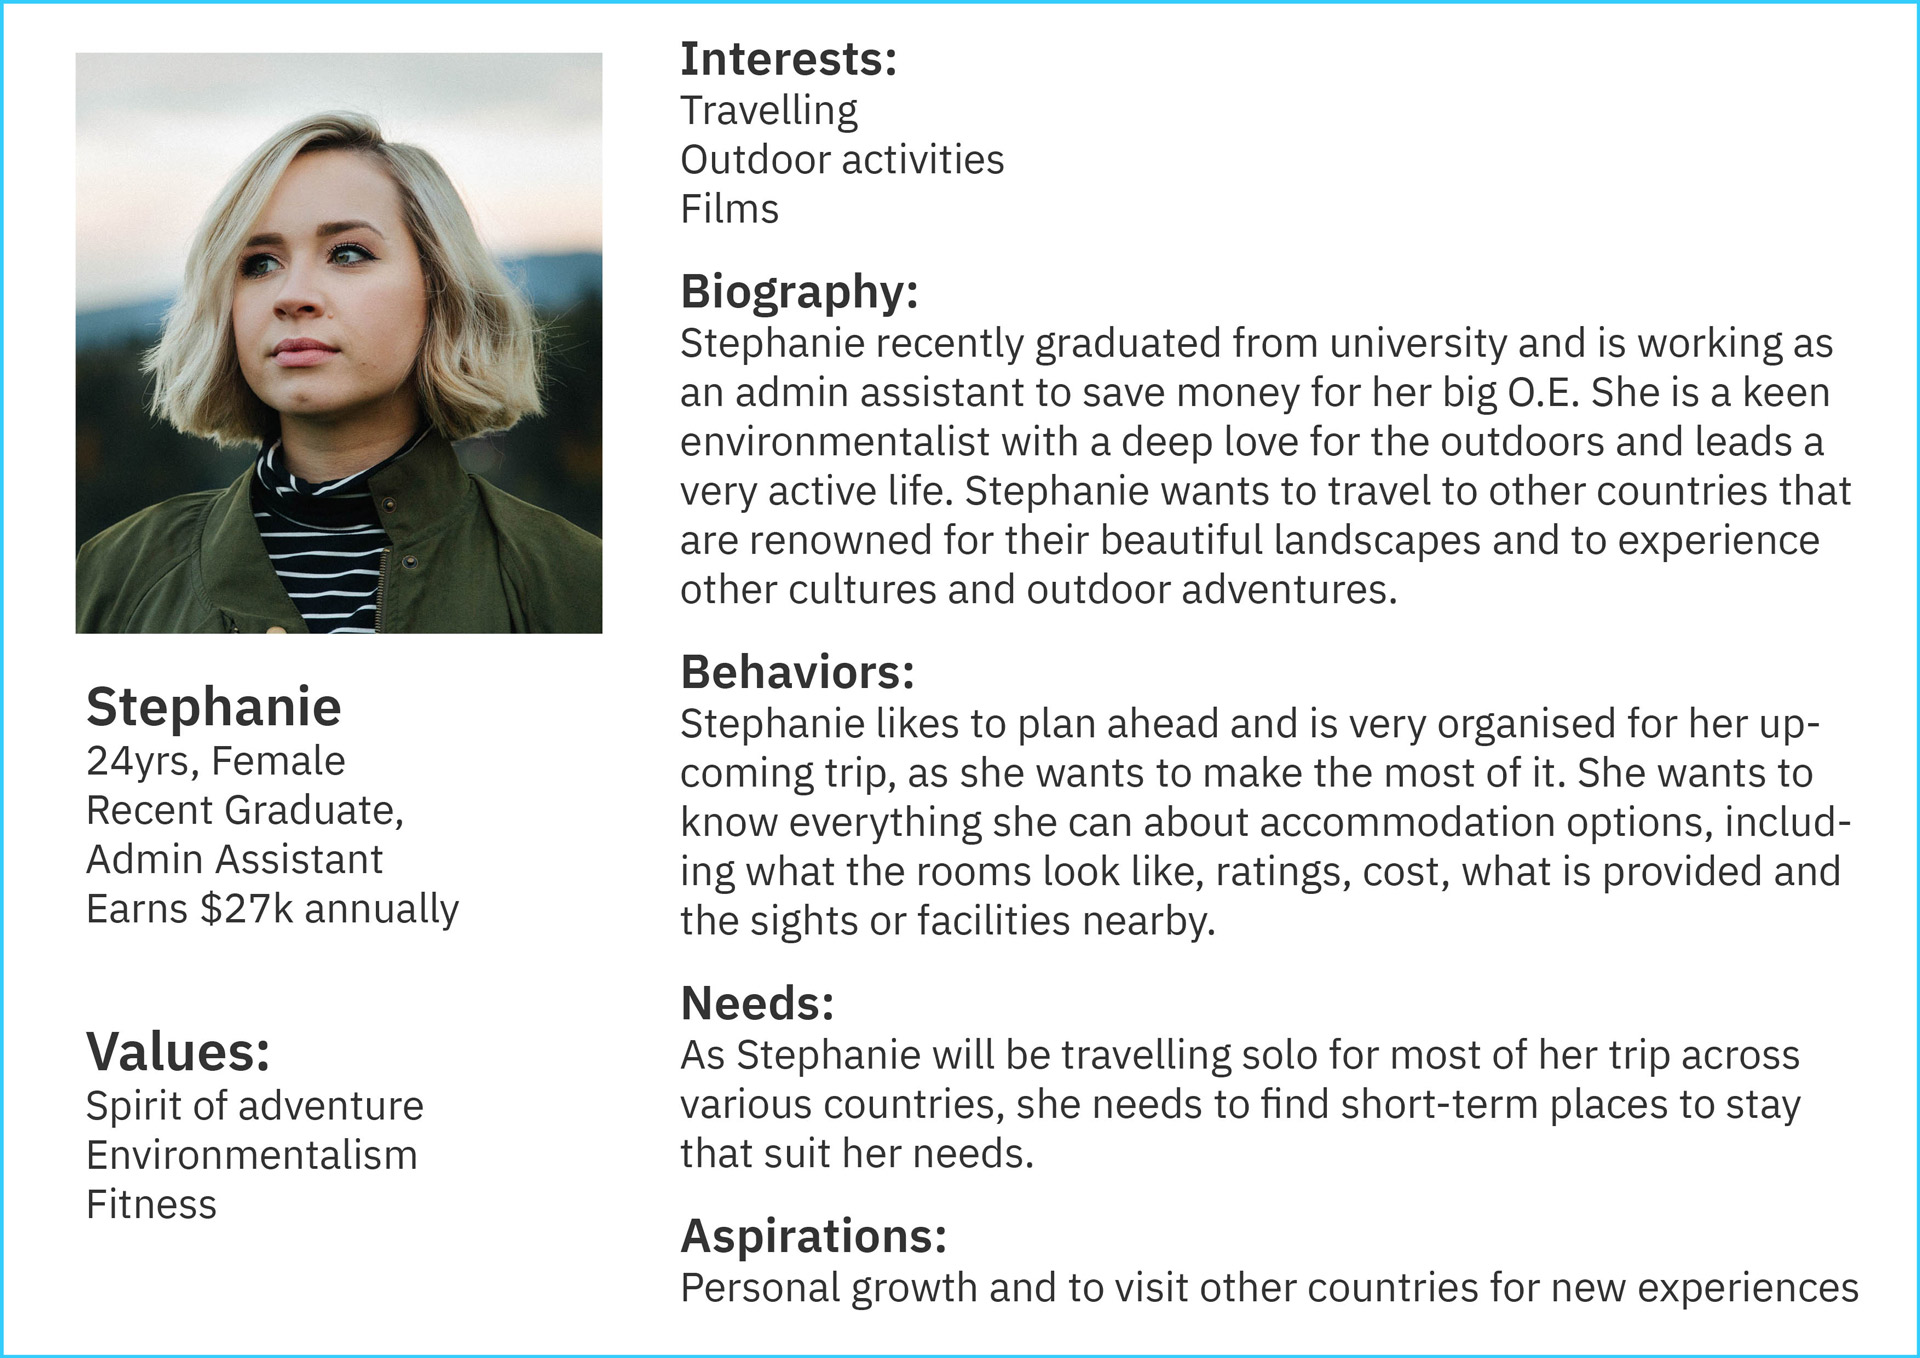 Stephanie
24yrs, Female
Recent Graduate,
Admin Assistant
Earns $27k annually
Values:
Spirit of adventure
Environmentalism
Fitness
Interests:
Travelling
Outdoor activities
Films
Biography:
Stephanie recently graduated from university and is working as
an admin assistant to save money for her big O.E. She is a keen
environmentalist with a deep love for the outdoors and leads a
very active life. Stephanie wants to travel to other countries that
are renowned for their beautiful landscapes and to experience
other cultures and outdoor adventures.
Behaviors:
Stephanie likes to plan ahead and is very organised for her up-
coming trip, as she wants to make the most of it. She wants to
know everything she can about accommodation options, includ-
ing what the rooms look like, ratings, cost, what is provided and
the sights or facilities nearby.
Needs:
As Stephanie will be travelling solo for most of her trip across
various countries, she needs to find short-term places to stay
that suit her needs.
Aspirations:
Personal growth and to visit other countries for new experiences